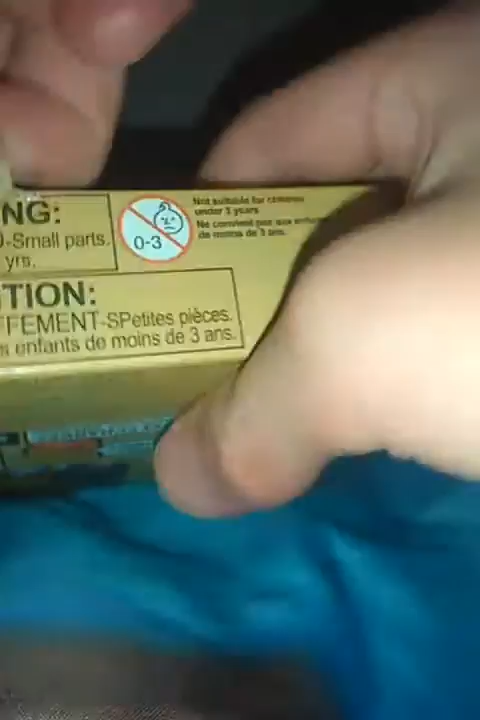 NG:
-Small parts.
yrs.
0-3
Not suitable for children
under 3 years
Ne convient pas aux enfants
de moins de 3 ans.
TION:
FFEMENT-SPetites pièces.
enfants de moins de 3 ans.